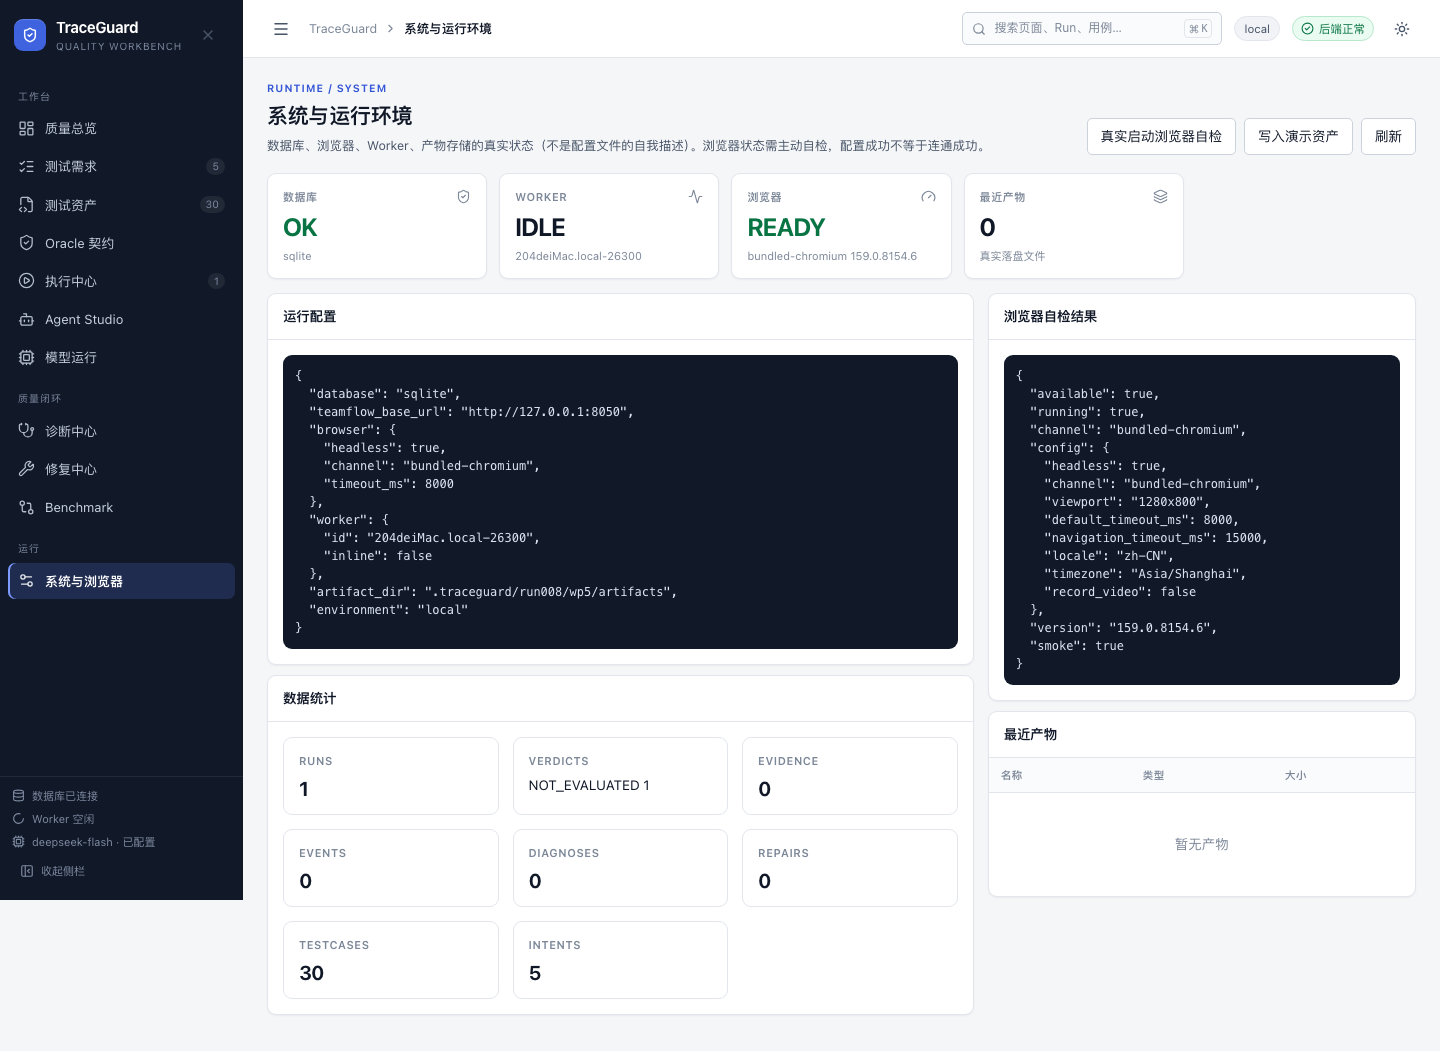 TraceGuard
QUALITY WORKBENCH
工作台
质量总览
测试需求 5
测试资产 30
Oracle 契约
执行中心 1
Agent Studio
模型运行
质量闭环
诊断中心
修复中心
Benchmark
运行
系统与浏览器
数据库已连接
Worker 空闲
deepseek-flash · 已配置
收起侧栏
TraceGuard > 系统与运行环境
搜索页面、Run、用例... ⌘K
local
后端正常
RUNTIME / SYSTEM
系统与运行环境
数据库、浏览器、Worker、产物存储的真实状态（不是配置文件的自我描述）。浏览器状态需主动自检，配置成功不等于连通成功。
真实启动浏览器自检
写入演示资产
刷新
数据库
OK
sqlite
WORKER
IDLE
204deiMac.local-26300
浏览器
READY
bundled-chromium 159.0.8154.6
最近产物
0
真实落盘文件
运行配置
{
"database": "sqlite",
"teamflow_base_url": "http://127.0.0.1:8050",
"browser": {
"headless": true,
"channel": "bundled-chromium",
"timeout_ms": 8000
},
"worker": {
"id": "204deiMac.local-26300",
"inline": false
},
"artifact_dir": ".traceguard/run008/wp5/artifacts",
"environment": "local"
}
浏览器自检结果
{
"available": true,
"running": true,
"channel": "bundled-chromium",
"config": {
"headless": true,
"channel": "bundled-chromium",
"viewport": "1280x800",
"default_timeout_ms": 8000,
"navigation_timeout_ms": 15000,
"locale": "zh-CN",
"timezone": "Asia/Shanghai",
"record_video": false
},
"version": "159.0.8154.6",
"smoke": true
}
数据统计
RUNS
1
VERDICTS
NOT_EVALUATED 1
EVIDENCE
0
EVENTS
0
DIAGNOSES
0
REPAIRS
0
TESTCASES
30
INTENTS
5
最近产物
名称 类型 大小
暂无产物